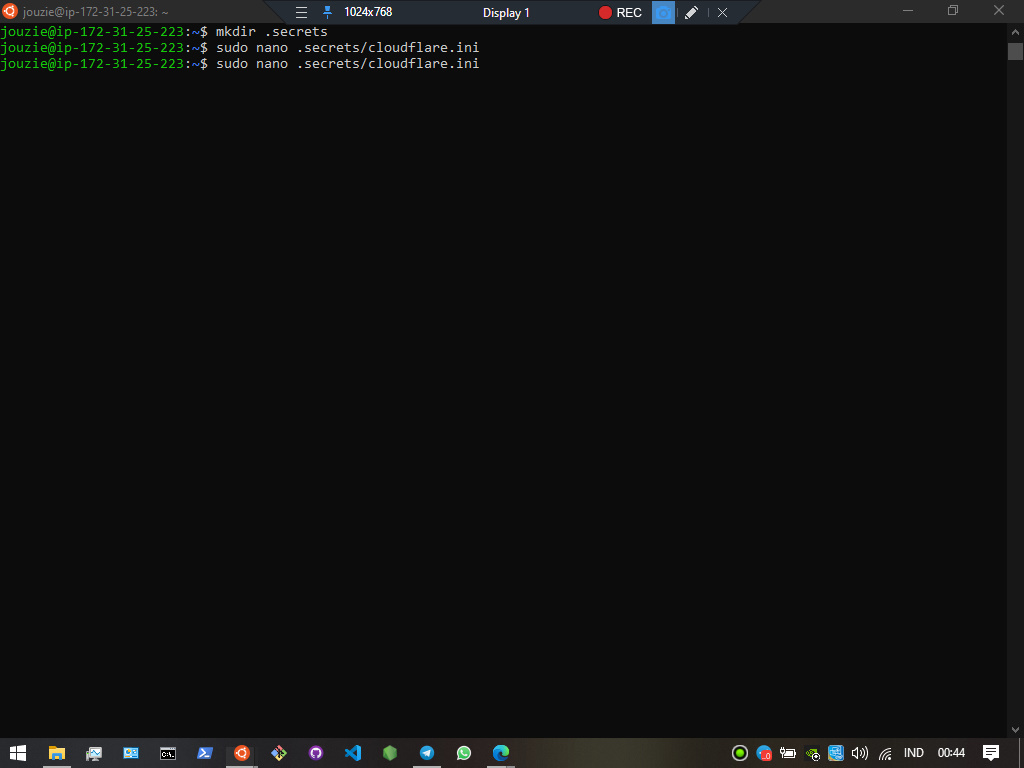 jouzie@ip-172-31-25-223: ~
1024x768
Display 1
REC
jouzie@ip-172-31-25-223:~$ mkdir .secrets
jouzie@ip-172-31-25-223:~$ sudo nano .secrets/cloudflare.ini
jouzie@ip-172-31-25-223:~$ sudo nano .secrets/cloudflare.ini
IND
00:44